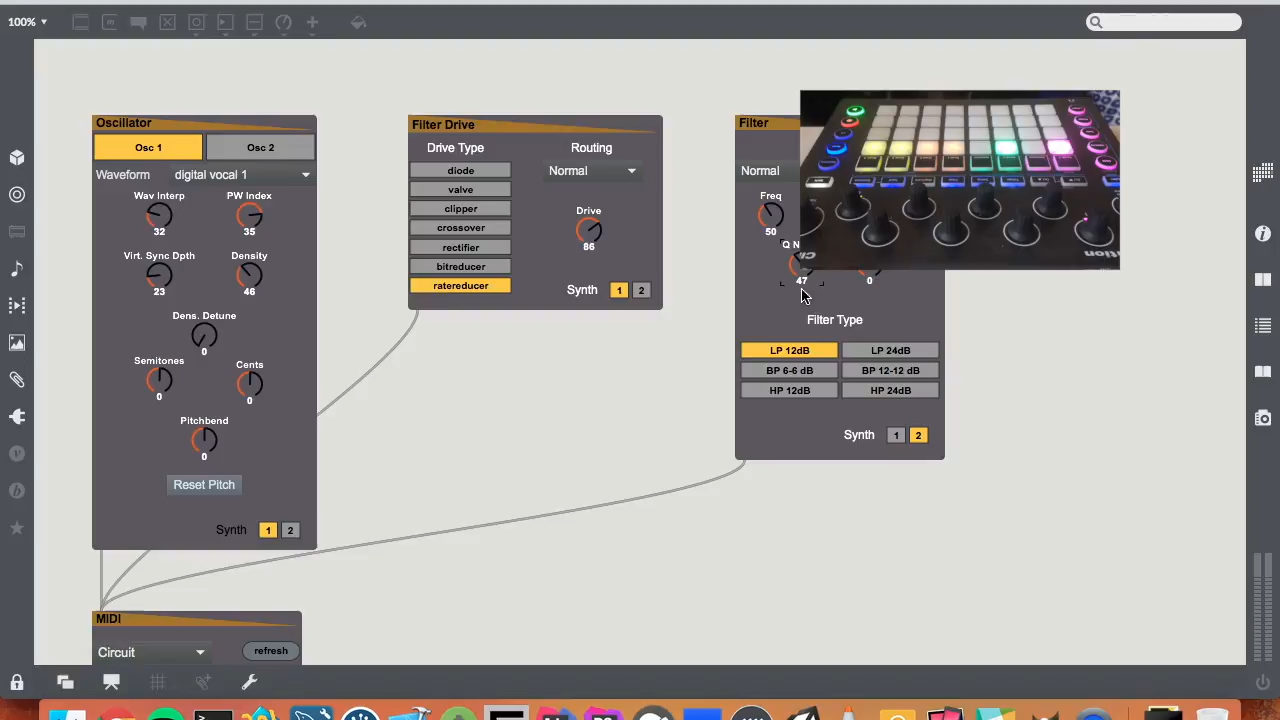 100%
Oscillator
Osc 1
Osc 2
Waveform
digital vocal 1
Wav Interp
PW Index
32
35
Virt. Sync Dpth
Density
23
46
Dens. Detune
0
Semitones
Cents
0
0
Pitchbend
0
Reset Pitch
Synth
1
2
Filter Drive
Drive Type
Routing
diode
Normal
valve
clipper
crossover
Drive
rectifier
86
bitreducer
ratereducer
Synth
1
2
Filter
Normal
Freq
50
Q N
47
0
Filter Type
LP 12dB
LP 24dB
BP 6-6 dB
BP 12-12 dB
HP 12dB
HP 24dB
Synth
1
2
MIDI
Circuit
refresh